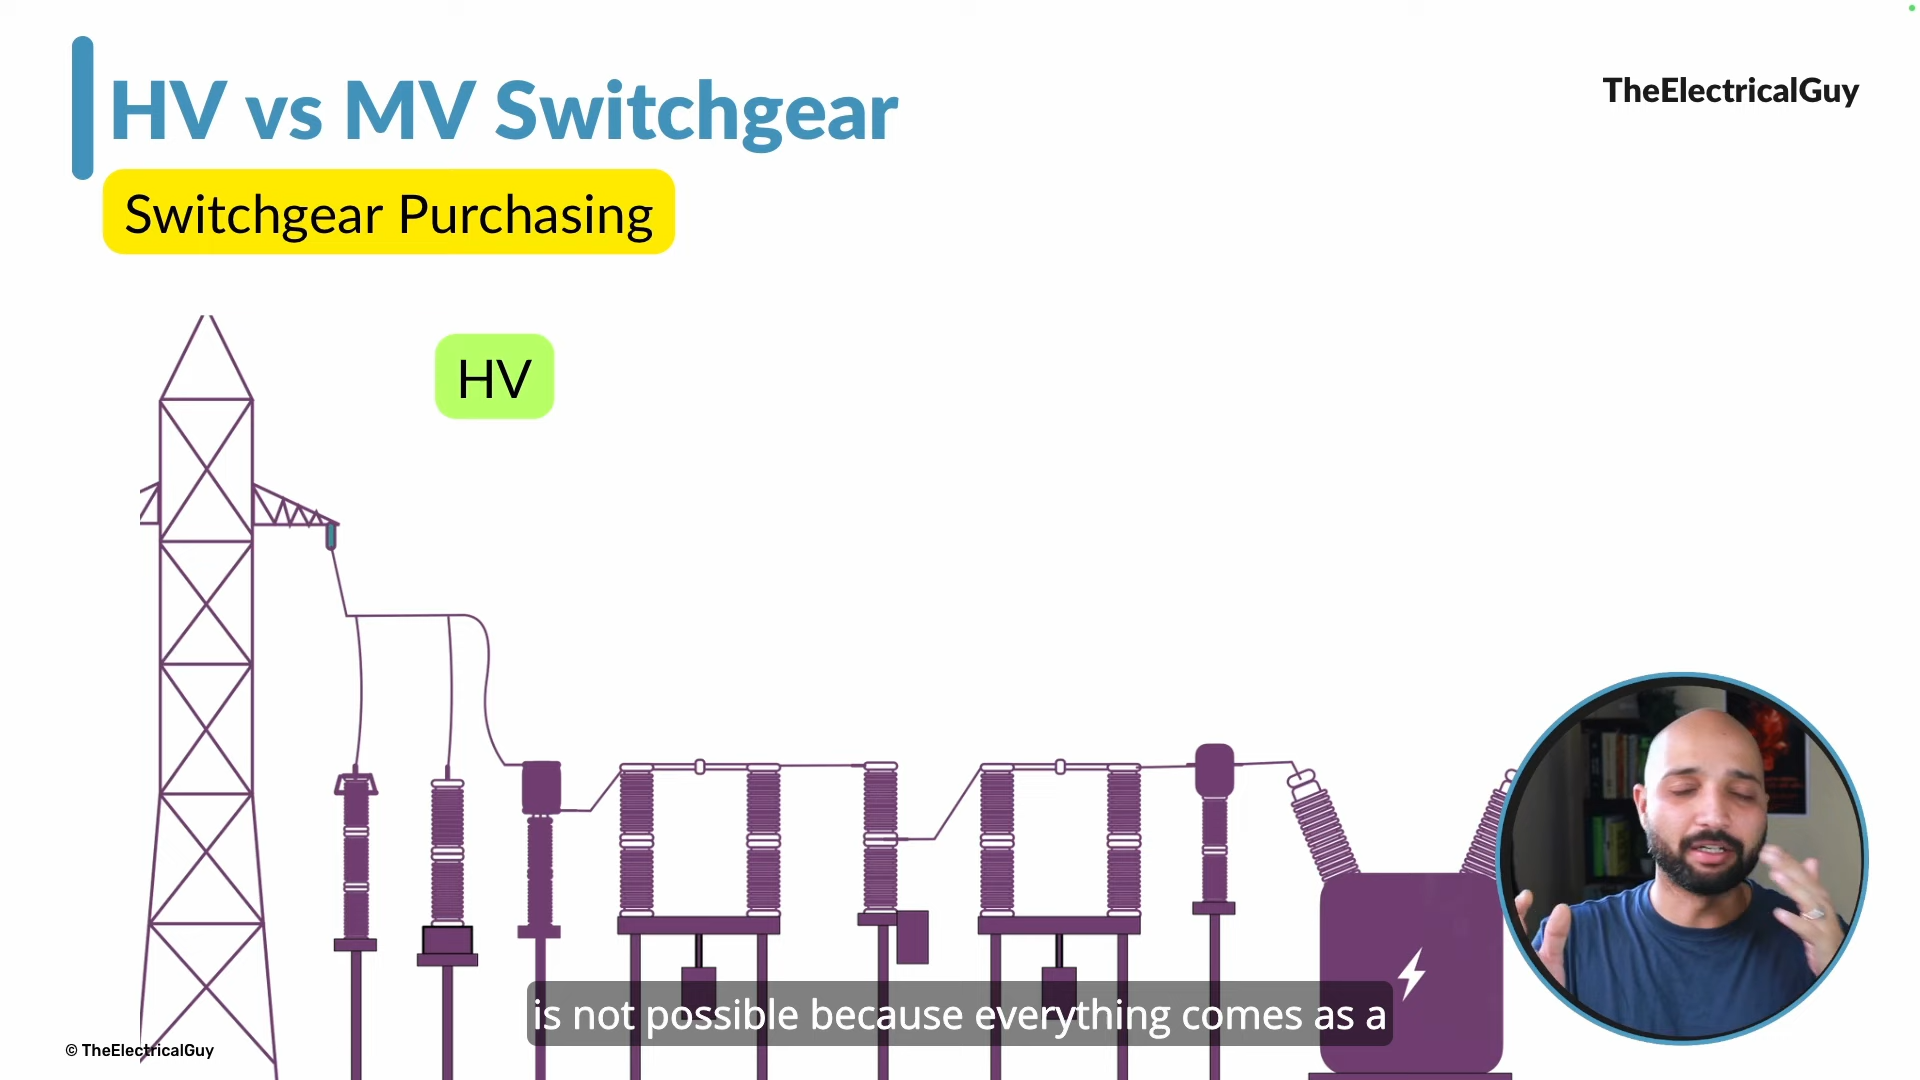 HV vs MV Switchgear
TheElectricalGuy
Switchgear Purchasing
HV
is not possible because everything comes as a
© TheElectricalGuy